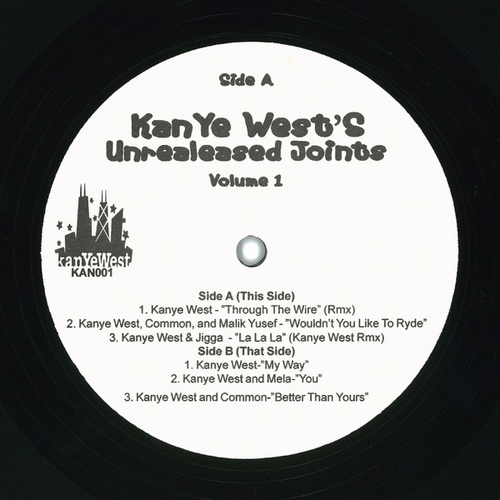 Side A
KanYe West'S
Unrealeased Joints
Volume 1
kanYeWest
KAN001
Side A (This Side)
1. Kanye West - "Through The Wire" (Rmx)
2. Kanye West, Common, and Malik Yusef - "Wouldn't You Like To Ryde"
3. Kanye West & Jigga - "La La La" (Kanye West Rmx)
Side B (That Side)
1. Kanye West-"My Way"
2. Kanye West and Mela-"You"
3. Kanye West and Common-"Better Than Yours"